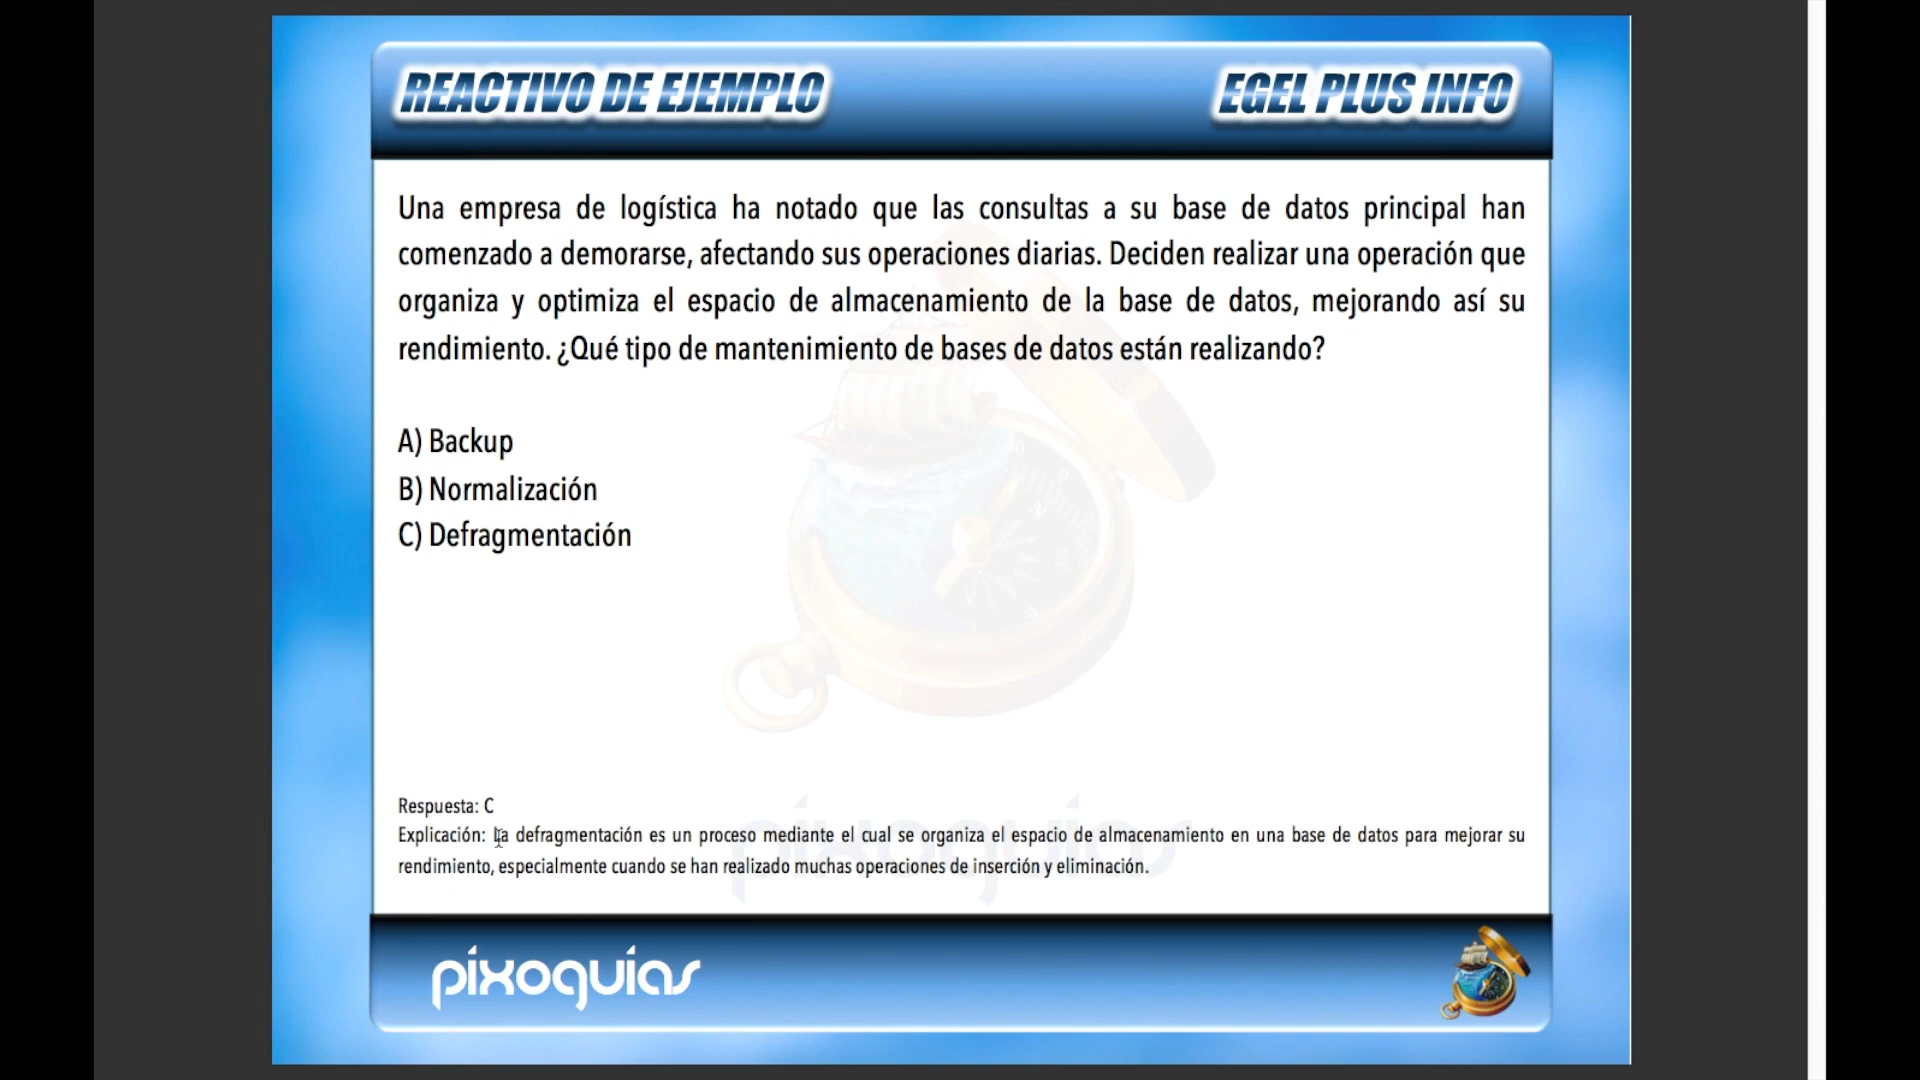 REACTIVO DE EJEMPLO
EGEL PLUS INFO
Una empresa de logística ha notado que las consultas a su base de datos principal han
comenzado a demorarse, afectando sus operaciones diarias. Deciden realizar una operación que
organiza y optimiza el espacio de almacenamiento de la base de datos, mejorando así su
rendimiento. ¿Qué tipo de mantenimiento de bases de datos están realizando?
A) Backup
B) Normalización
C) Defragmentación
Respuesta: C
Explicación: La defragmentación es un proceso mediante el cual se organiza el espacio de almacenamiento en una base de datos para mejorar su
rendimiento, especialmente cuando se han realizado muchas operaciones de inserción y eliminación.
pixoguías